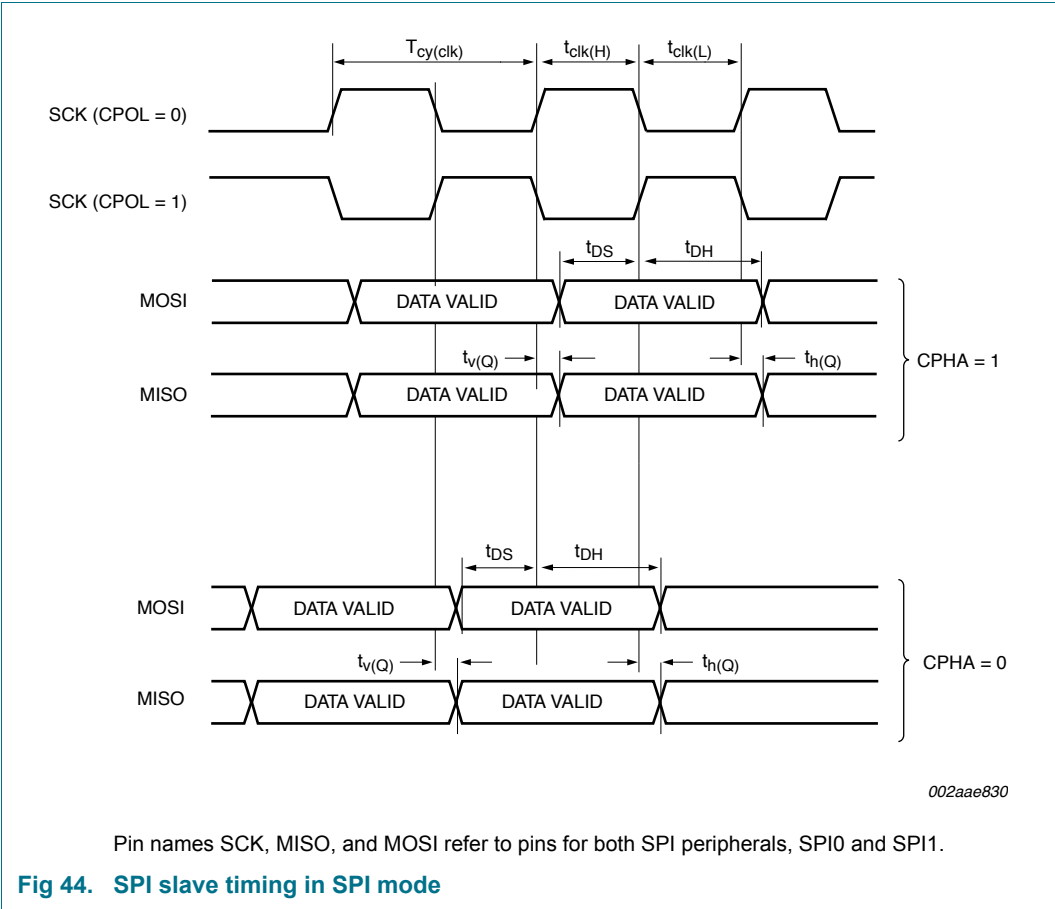 Tcy(clk) tclk(H) tclk(L)
SCK (CPOL = 0)
SCK (CPOL = 1)
tDS tDH
MOSI DATA VALID DATA VALID
tv(Q) th(Q)
CPHA = 1
MISO DATA VALID DATA VALID
tDS tDH
MOSI DATA VALID DATA VALID
tv(Q) th(Q)
CPHA = 0
MISO DATA VALID DATA VALID
002aae830
Pin names SCK, MISO, and MOSI refer to pins for both SPI peripherals, SPI0 and SPI1.
Fig 44. SPI slave timing in SPI mode